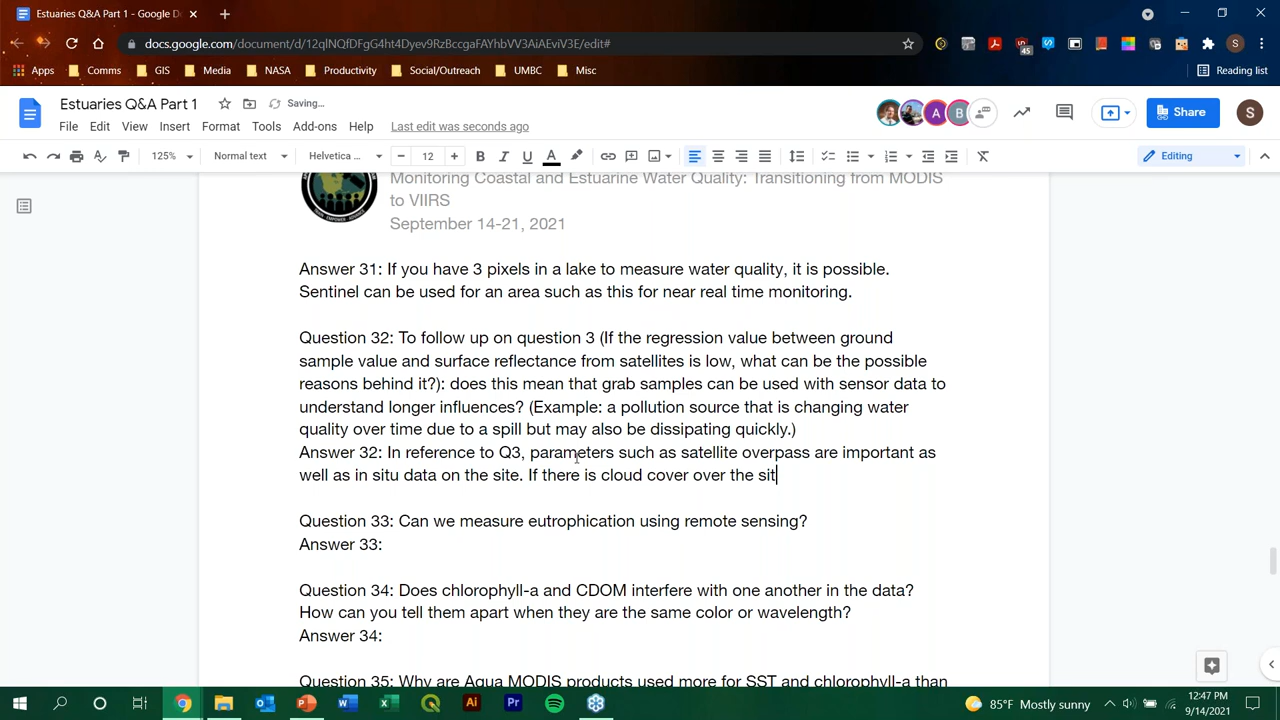 Estuaries Q&A Part 1 - Google D
docs.google.com/document/d/12qlNQfDFgG4ht4Dyev9RzBccgaFAYhbVV3AiAEviV3E/edit#
45
S
Apps
Comms
GIS
Media
NASA
Productivity
Social/Outreach
UMBC
Misc
Reading list
Estuaries Q&A Part 1
Saving...
File Edit View Insert Format Tools Add-ons Help Last edit was seconds ago
A B
Share
S
125% Normal text Helvetica ... 12 B I U A
Editing
Monitoring Coastal and Estuarine Water Quality: Transitioning from MODIS
to VIIRS
September 14-21, 2021
Answer 31: If you have 3 pixels in a lake to measure water quality, it is possible.
Sentinel can be used for an area such as this for near real time monitoring.
Question 32: To follow up on question 3 (If the regression value between ground
sample value and surface reflectance from satellites is low, what can be the possible
reasons behind it?): does this mean that grab samples can be used with sensor data to
understand longer influences? (Example: a pollution source that is changing water
quality over time due to a spill but may also be dissipating quickly.)
Answer 32: In reference to Q3, parameters such as satellite overpass are important as
well as in situ data on the site. If there is cloud cover over the sit
Question 33: Can we measure eutrophication using remote sensing?
Answer 33:
Question 34: Does chlorophyll-a and CDOM interfere with one another in the data?
How can you tell them apart when they are the same color or wavelength?
Answer 34:
Question 35: Why are Aqua MODIS products used more for SST and chlorophyll-a than
85°F Mostly sunny
12:47 PM
9/14/2021